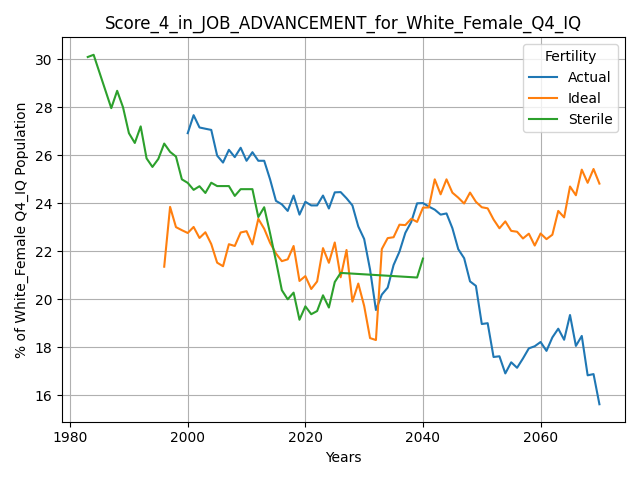 Score_4_in_JOB_ADVANCEMENT_for_White_Female_Q4_IQ
% of White_Female Q4_IQ Population
30
28
26
24
22
20
18
16
Fertility
Actual
Ideal
Sterile
1980
2000
2020
2040
2060
Years